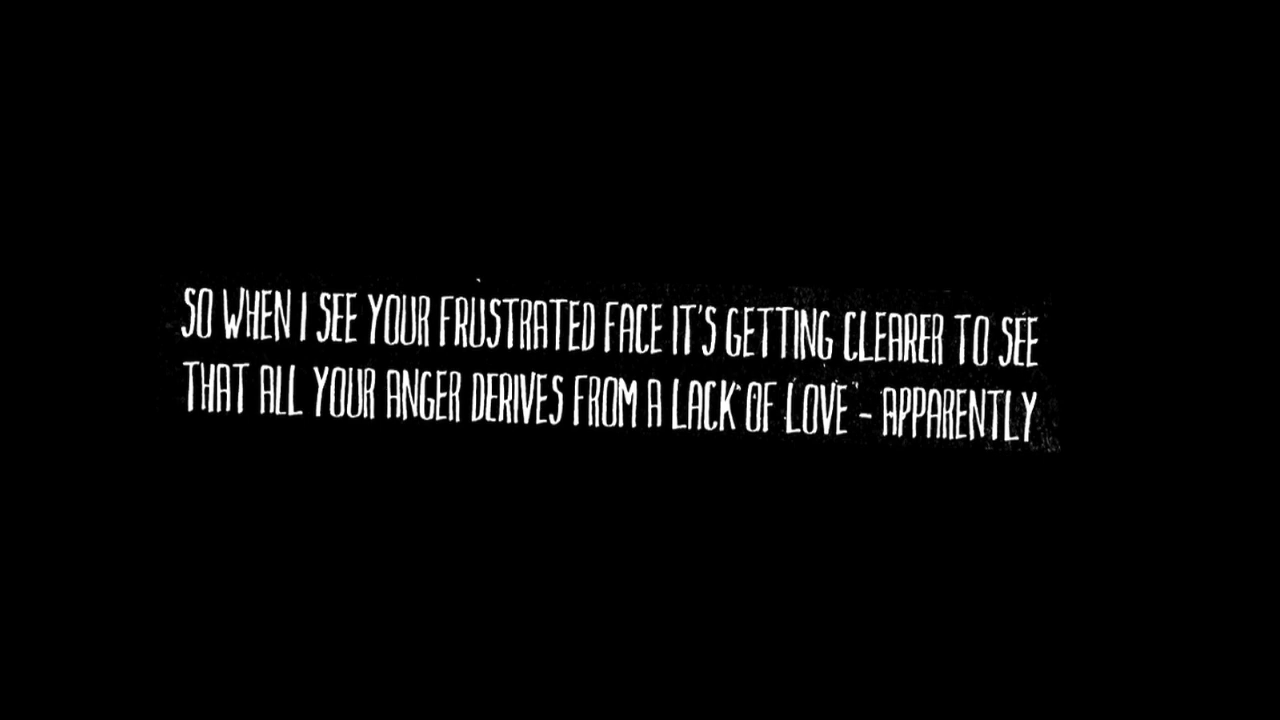 SO WHEN I SEE YOUR FRUSTRATED FACE IT'S GETTING CLEARER TO SEE
THAT ALL YOUR ANGER DERIVES FROM A LACK OF LOVE - APPARENTLY